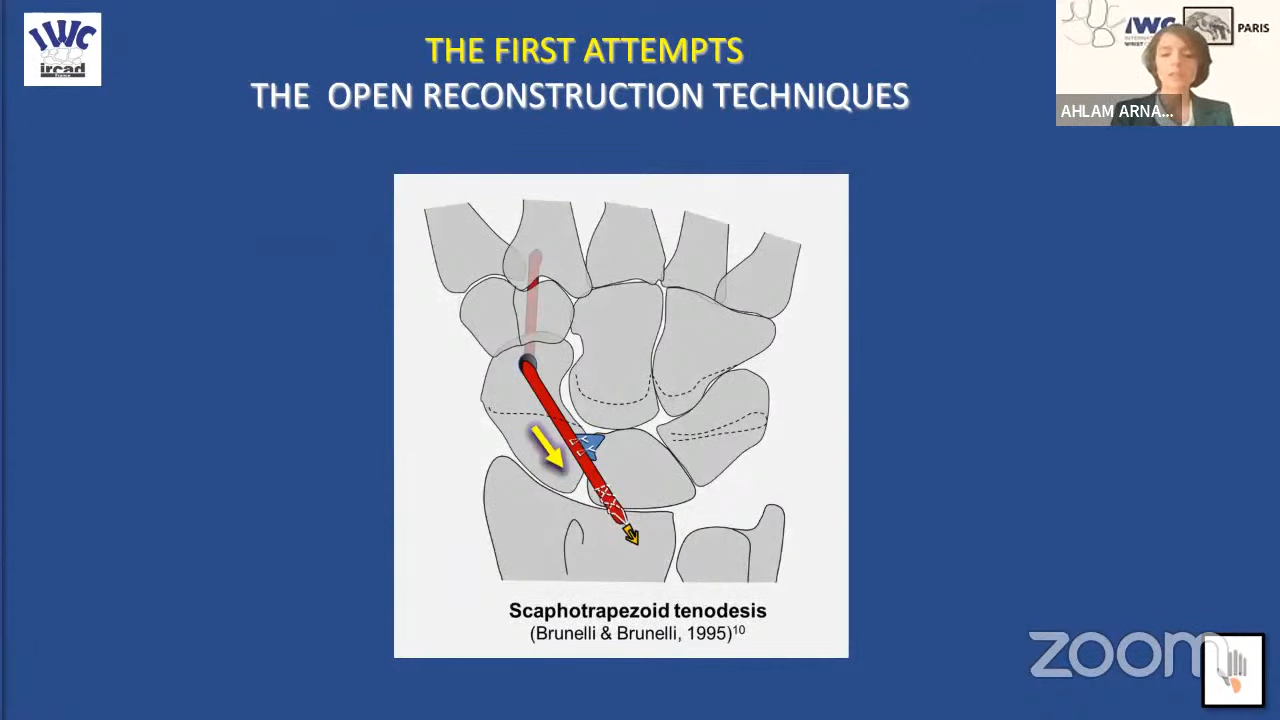 IWC
ircad
France
THE FIRST ATTEMPTS
THE OPEN RECONSTRUCTION TECHNIQUES
IWC
PARIS
AHLAM ARNA...
Scaphotrapezoid tenodesis
(Brunelli & Brunelli, 1995)10
zoom